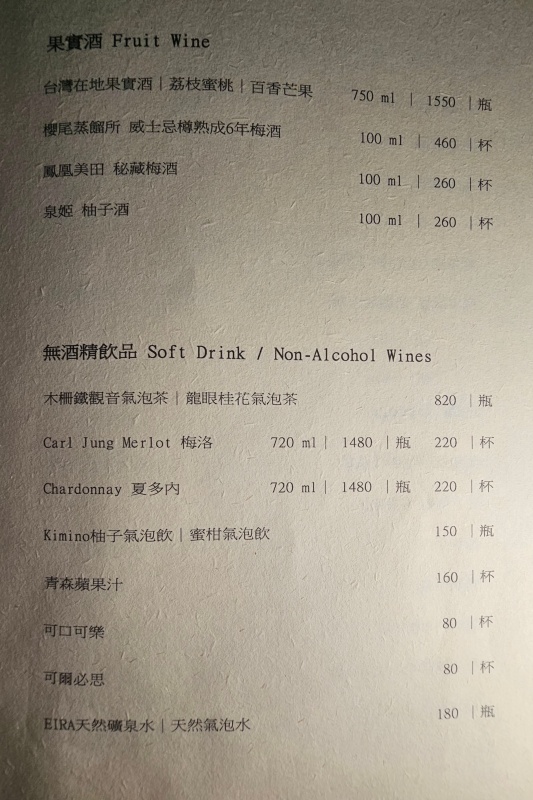 果實酒 Fruit Wine
台灣在地果實酒｜荔枝蜜桃｜百香芒果 750 ml | 1550 |瓶
櫻尾蒸餾所 威士忌樽熟成6年梅酒 100 ml | 460 |杯
鳳凰美田 秘藏梅酒 100 ml | 260 |杯
泉姬 柚子酒 100 ml | 260 |杯
無酒精飲品 Soft Drink / Non-Alcohol Wines
木柵鐵觀音氣泡茶｜龍眼桂花氣泡茶 820 |瓶
Carl Jung Merlot 梅洛 720 ml| 1480 |瓶 220 |杯
Chardonnay 夏多內 720 ml| 1480 |瓶 220 |杯
Kimino柚子氣泡飲｜蜜柑氣泡飲 150 |瓶
青森蘋果汁 160 |杯
可口可樂 80 |杯
可爾必思 80 |杯
EIRA天然礦泉水｜天然氣泡水 180 |瓶